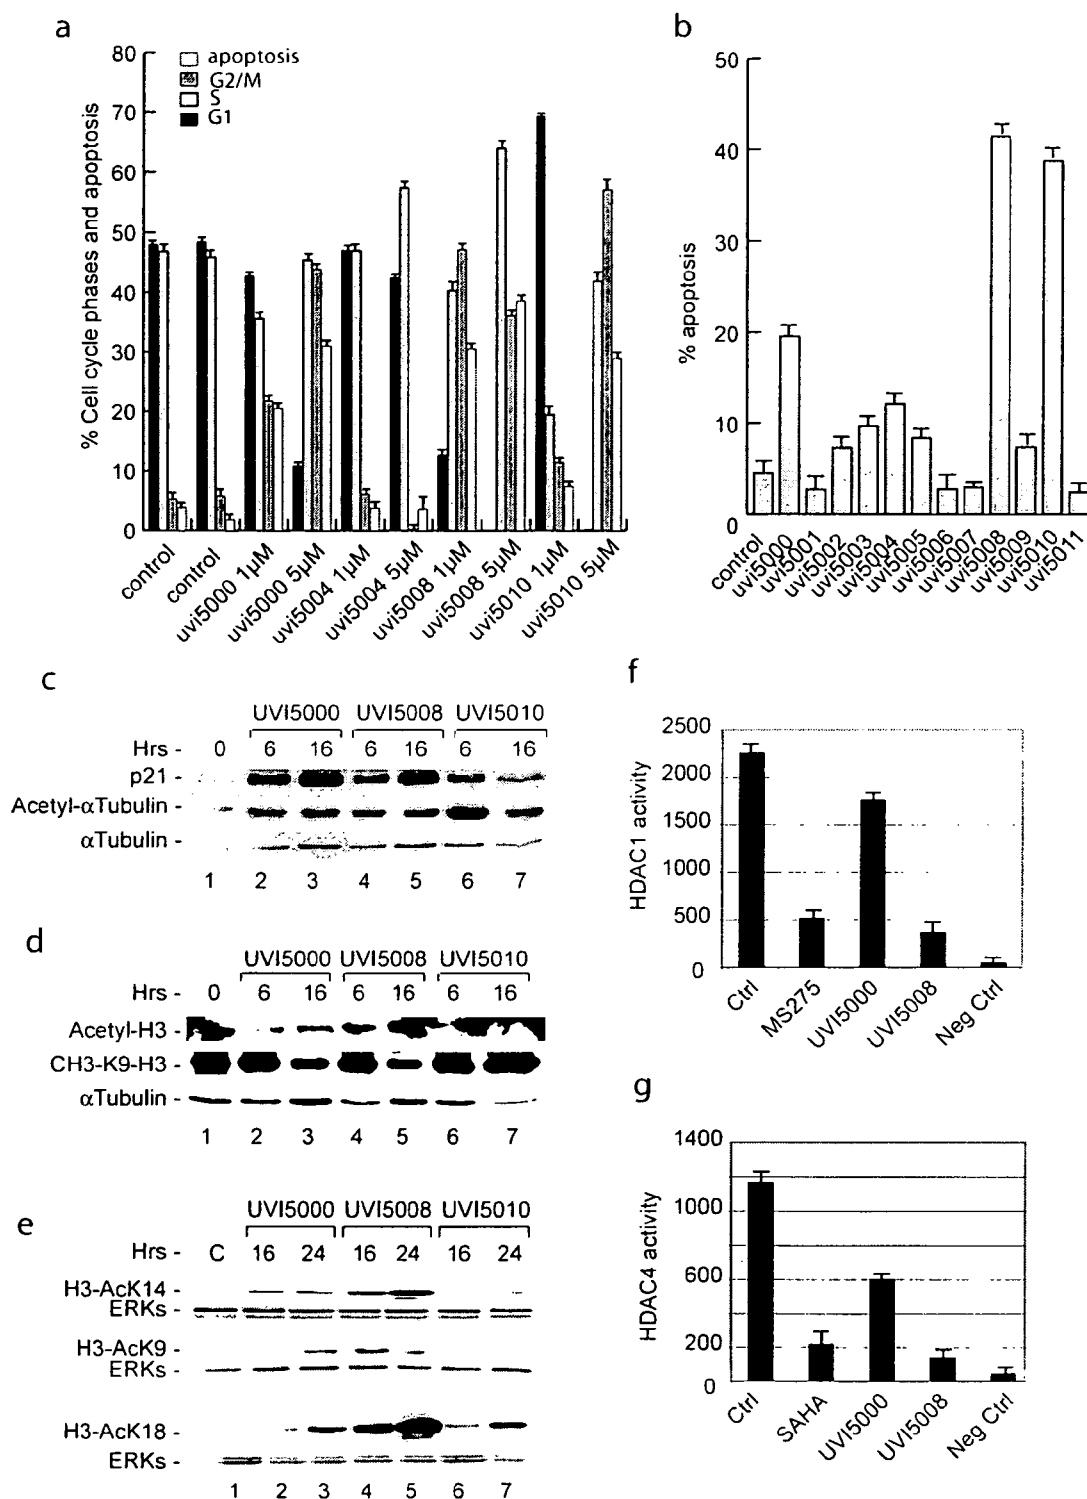 a
80
70
60
50
40
30
20
10
0
% Cell cycle phases and apoptosis
apoptosis
G2/M
S
G1
control
control
uvi5000 1µM
uvi5000 5µM
uvi5004 1µM
uvi5004 5µM
uvi5008 1µM
uvi5008 5µM
uvi5010 1µM
uvi5010 5µM
b
50
40
30
20
10
0
% apoptosis
control
uvi5000
uvi5001
uvi5002
uvi5003
uvi5004
uvi5005
uvi5006
uvi5007
uvi5008
uvi5009
uvi5010
uvi5011
c
UVI5000 UVI5008 UVI5010
Hrs - 0 6 16 6 16 6 16
p21 -
Acetyl-αTubulin -
αTubulin -
1 2 3 4 5 6 7
d
UVI5000 UVI5008 UVI5010
Hrs - 0 6 16 6 16 6 16
Acetyl-H3 -
CH3-K9-H3 -
αTubulin -
1 2 3 4 5 6 7
e
UVI5000 UVI5008 UVI5010
Hrs - C 16 24 16 24 16 24
H3-AcK14 -
ERKs -
H3-AcK9 -
ERKs -
H3-AcK18 -
ERKs -
1 2 3 4 5 6 7
f
2500
2000
1500
1000
500
0
HDAC1 activity
Ctrl
MS275
UVI5000
UVI5008
Neg Ctrl
g
1400
1000
600
200
0
HDAC4 activity
Ctrl
SAHA
UVI5000
UVI5008
Neg Ctrl